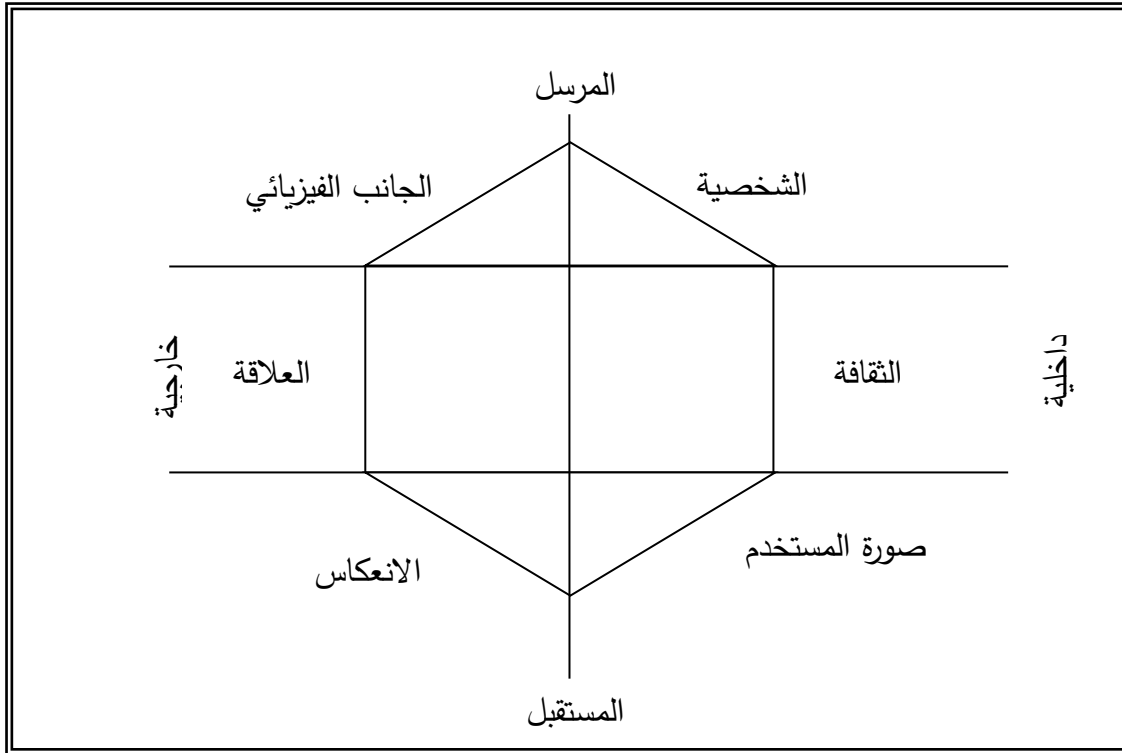 المرسل
الشخصية
الجانب الفيزيائي
داخلية
الثقافة
العلاقة
خارجية
صورة المستخدم
الانعكاس
المستقبل